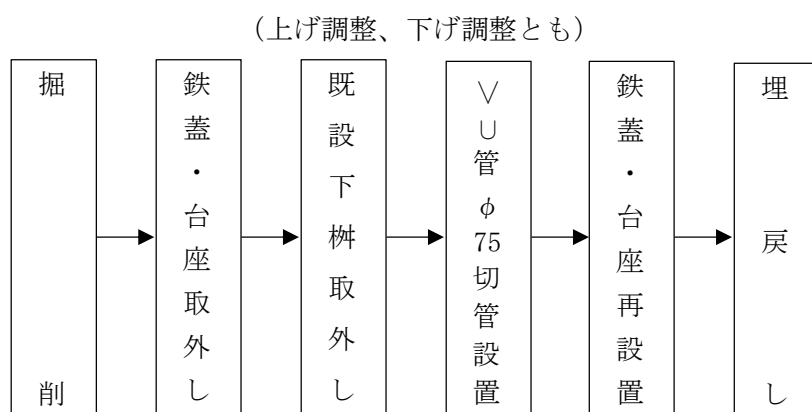 （上げ調整、下げ調整とも）
掘削
鉄蓋・台座取外し
既設下桝取外し
VU管φ75切管設置
鉄蓋・台座再設置
埋戻し